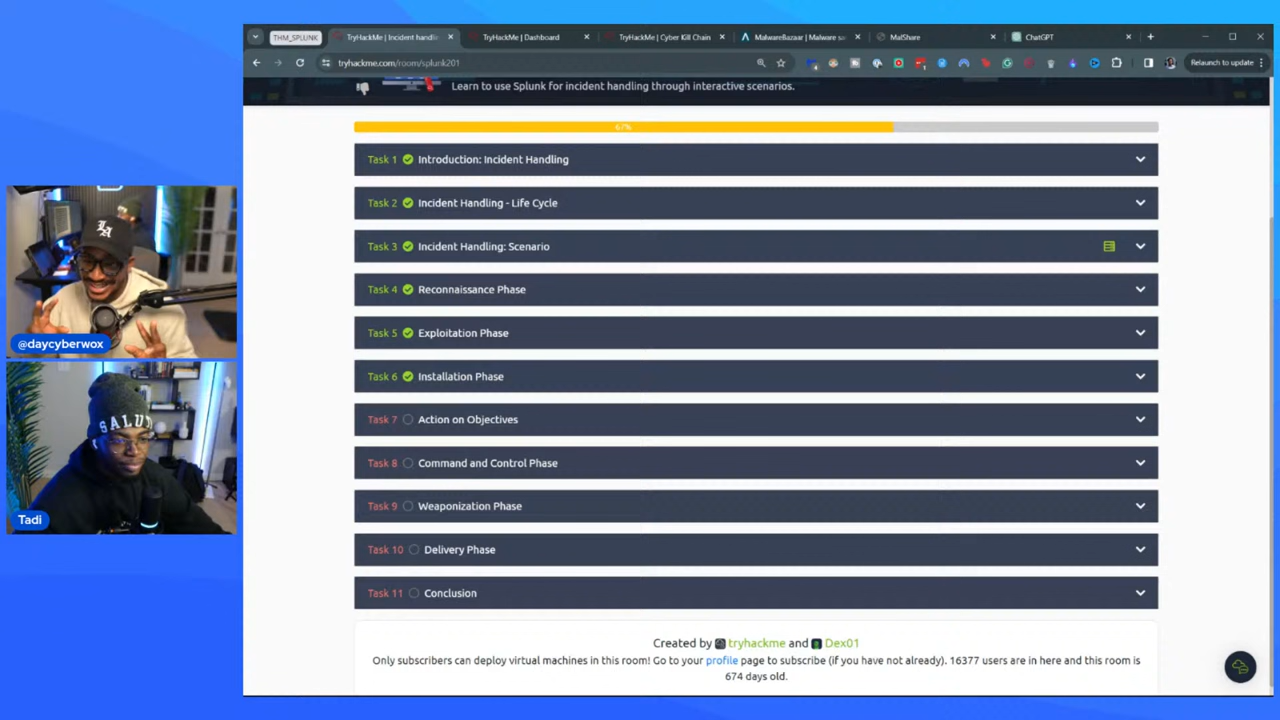 THM_SPLUNK
TryHackMe | Incident handli
TryHackMe | Dashboard
TryHackMe | Cyber Kill Chain
MalwareBazaar | Malware sa
MalShare
ChatGPT
tryhackme.com/room/splunk201
Relaunch to update
Learn to use Splunk for incident handling through interactive scenarios.
67%
Task 1 Introduction: Incident Handling
Task 2 Incident Handling - Life Cycle
Task 3 Incident Handling: Scenario
Task 4 Reconnaissance Phase
Task 5 Exploitation Phase
Task 6 Installation Phase
Task 7 Action on Objectives
Task 8 Command and Control Phase
Task 9 Weaponization Phase
Task 10 Delivery Phase
Task 11 Conclusion
Created by tryhackme and Dex01
Only subscribers can deploy virtual machines in this room! Go to your profile page to subscribe (if you have not already). 16377 users are in here and this room is
674 days old.
LA
@daycyberwox
SALU
Tadi